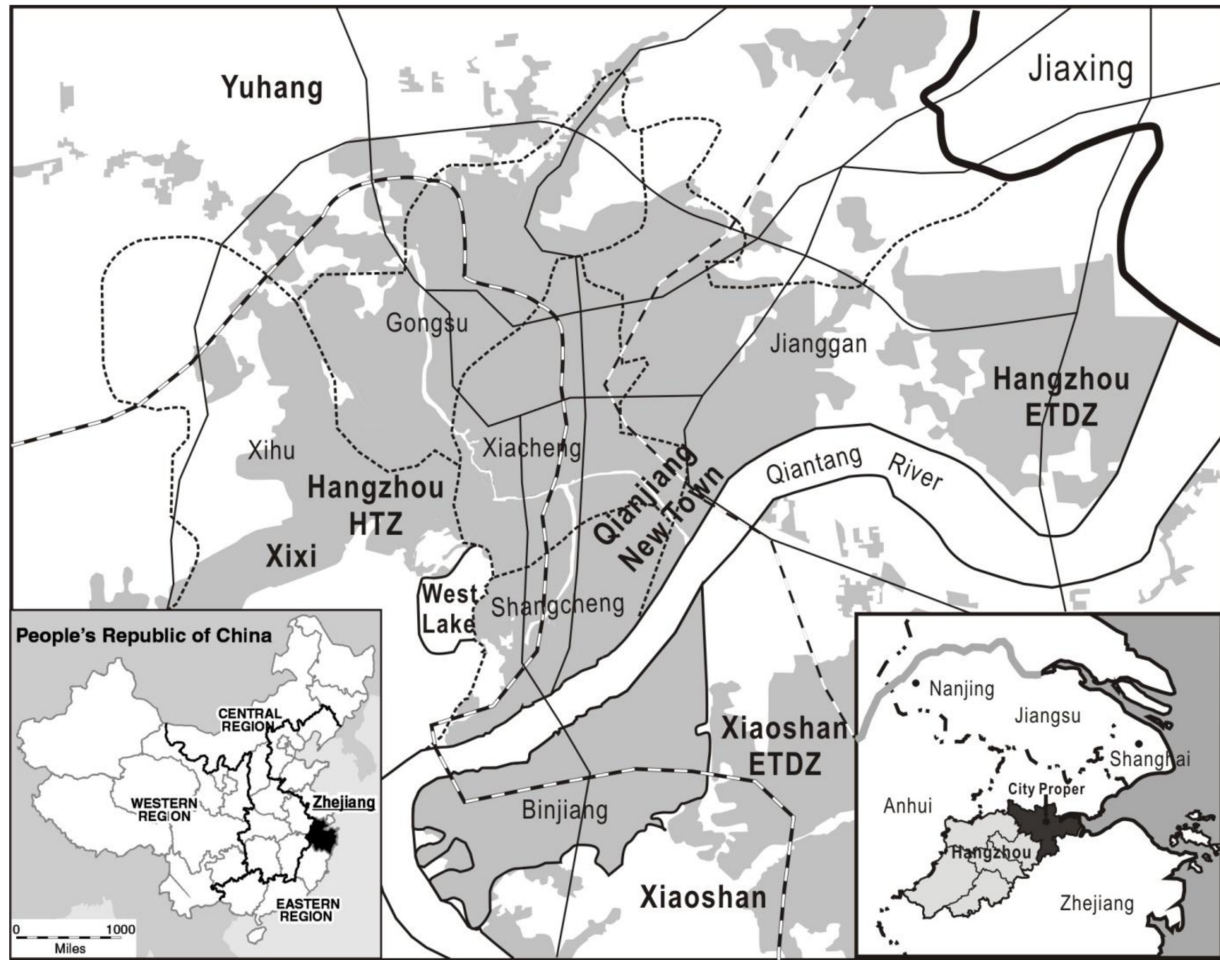 Yuhang
Jiaxing
Gongsu
Jianggan
Hangzhou
ETDZ
Xihu
Xiacheng
Hangzhou
HTZ
Qianjiang
New Town
Qiantang
River
Xixi
West
Lake
Shangcheng
Xiaoshan
ETDZ
Binjiang
Xiaoshan
People's Republic of China
CENTRAL
REGION
WESTERN
REGION
Zhejiang
EASTERN
REGION
0 1000
Miles
Nanjing
Jiangsu
Shanghai
City Proper
Anhui
Hangzhou
Zhejiang